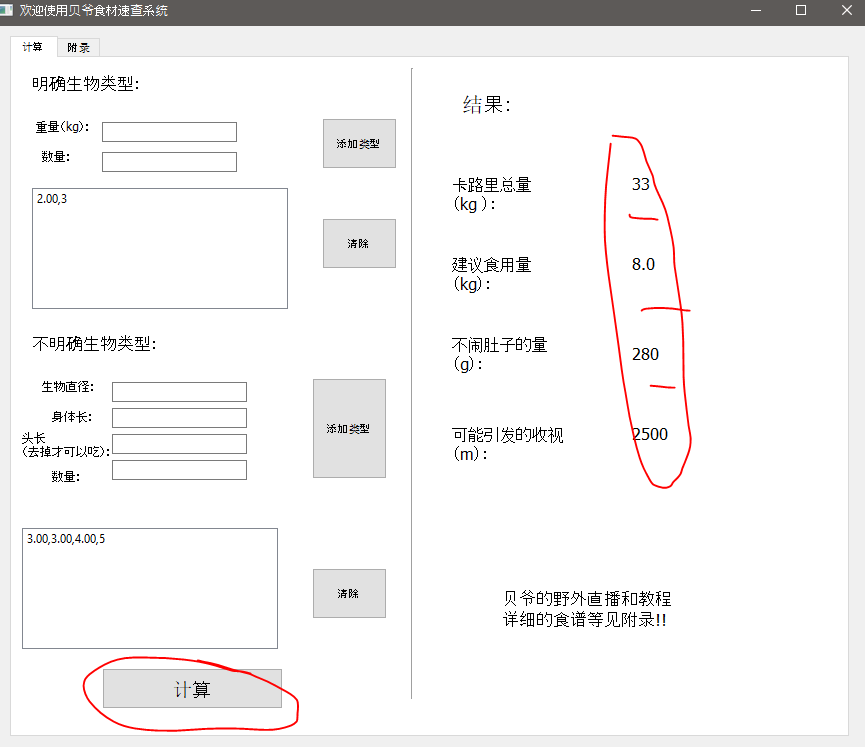 欢迎使用贝爷食材速查系统
计算
附录
明确生物类型:
重量(kg):
数量:
添加类型
2.00,3
清除
不明确生物类型:
生物直径:
身体长:
头长
(去掉才可以吃):
数量:
添加类型
3.00,3.00,4.00,5
清除
计算
结果:
卡路里总量
(kg ):
33
建议食用量
(kg):
8.0
不闹肚子的量
(g):
280
可能引发的收视
(m):
2500
贝爷的野外直播和教程
详细的食谱等见附录!!